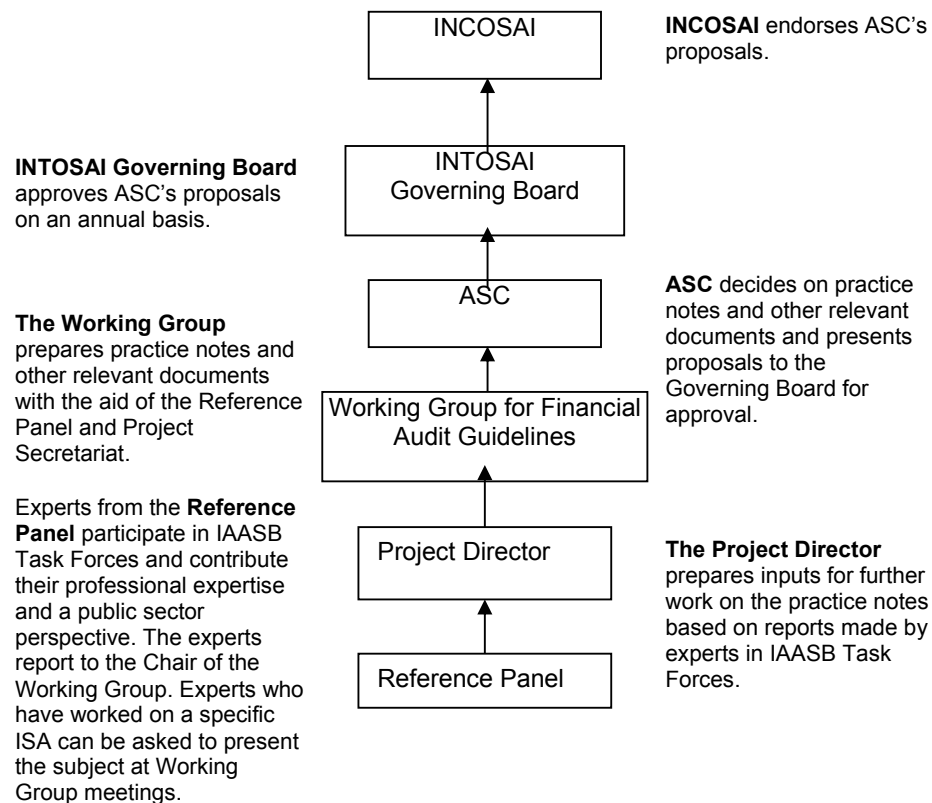 INCOSAI
INCOSAI endorses ASC's
proposals.
INTOSAI Governing Board
approves ASC's proposals
on an annual basis.
INTOSAI
Governing Board
ASC
ASC decides on practice
notes and other relevant
documents and presents
proposals to the
Governing Board for
approval.
The Working Group
prepares practice notes and
other relevant documents
with the aid of the Reference
Panel and Project
Secretariat.
Working Group for Financial
Audit Guidelines
Experts from the Reference
Panel participate in IAASB
Task Forces and contribute
their professional expertise
and a public sector
perspective. The experts
report to the Chair of the
Working Group. Experts who
have worked on a specific
ISA can be asked to present
the subject at Working
Group meetings.
Project Director
The Project Director
prepares inputs for further
work on the practice notes
based on reports made by
experts in IAASB Task
Forces.
Reference Panel